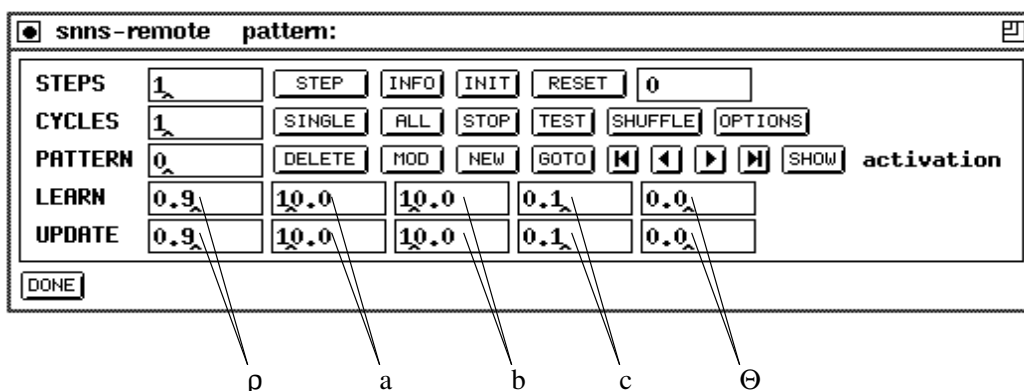 snns-remote pattern:
STEPS 1 STEP INFO INIT RESET 0
CYCLES 1 SINGLE ALL STOP TEST SHUFFLE OPTIONS
PATTERN 0 DELETE MOD NEW GOTO SHOW activation
LEARN 0.9 10.0 10.0 0.1 0.0
UPDATE 0.9 10.0 10.0 0.1 0.0
DONE
ρ a b c Θ